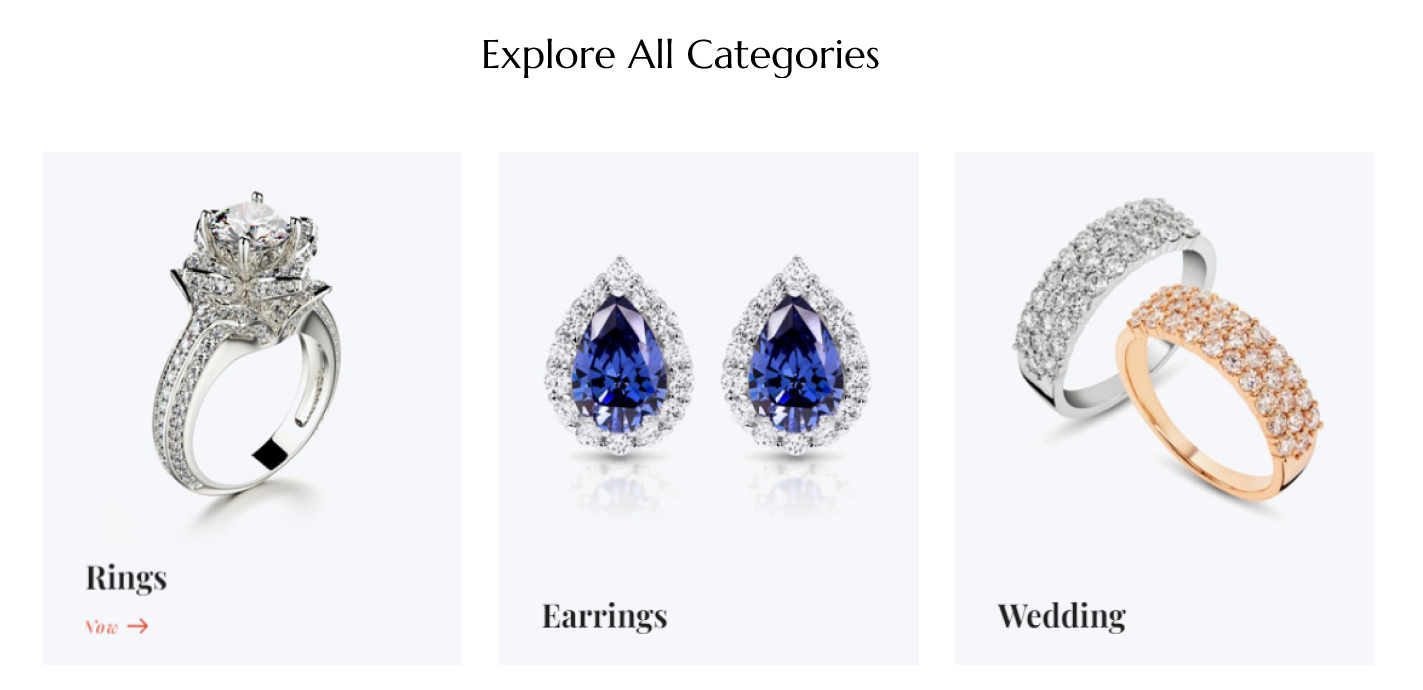 Explore All Categories
Rings
Now →
Earrings
Wedding